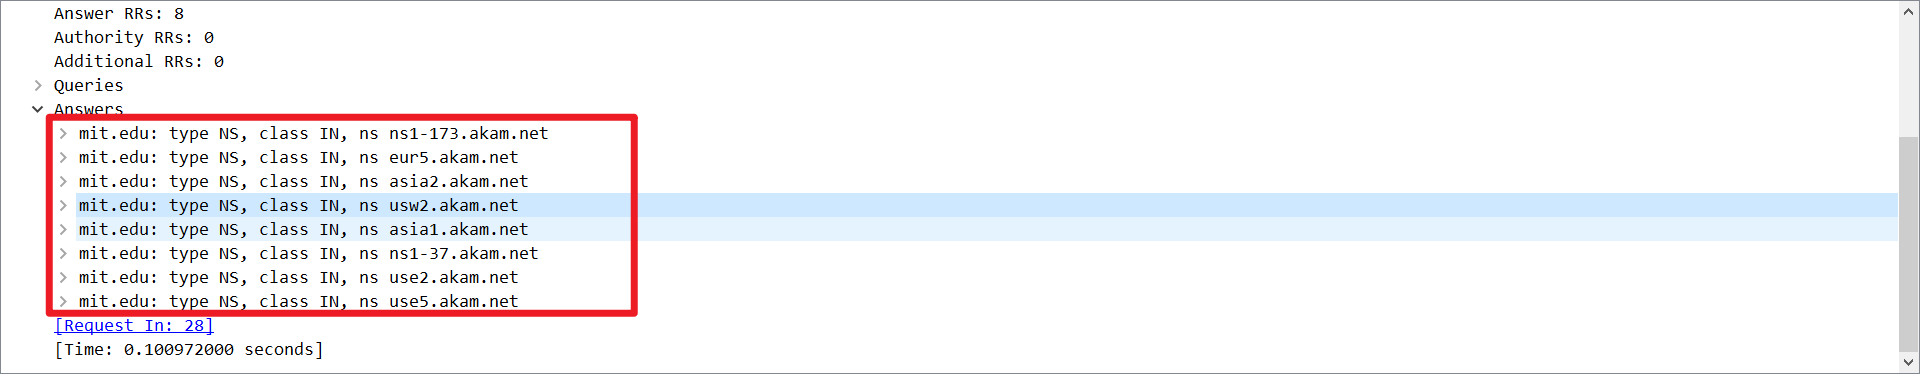 Answer RRs: 8
Authority RRs: 0
Additional RRs: 0
Queries
Answers
mit.edu: type NS, class IN, ns ns1-173.akam.net
mit.edu: type NS, class IN, ns eur5.akam.net
mit.edu: type NS, class IN, ns asia2.akam.net
mit.edu: type NS, class IN, ns usw2.akam.net
mit.edu: type NS, class IN, ns asia1.akam.net
mit.edu: type NS, class IN, ns ns1-37.akam.net
mit.edu: type NS, class IN, ns use2.akam.net
mit.edu: type NS, class IN, ns use5.akam.net
[Request In: 28]
[Time: 0.100972000 seconds]